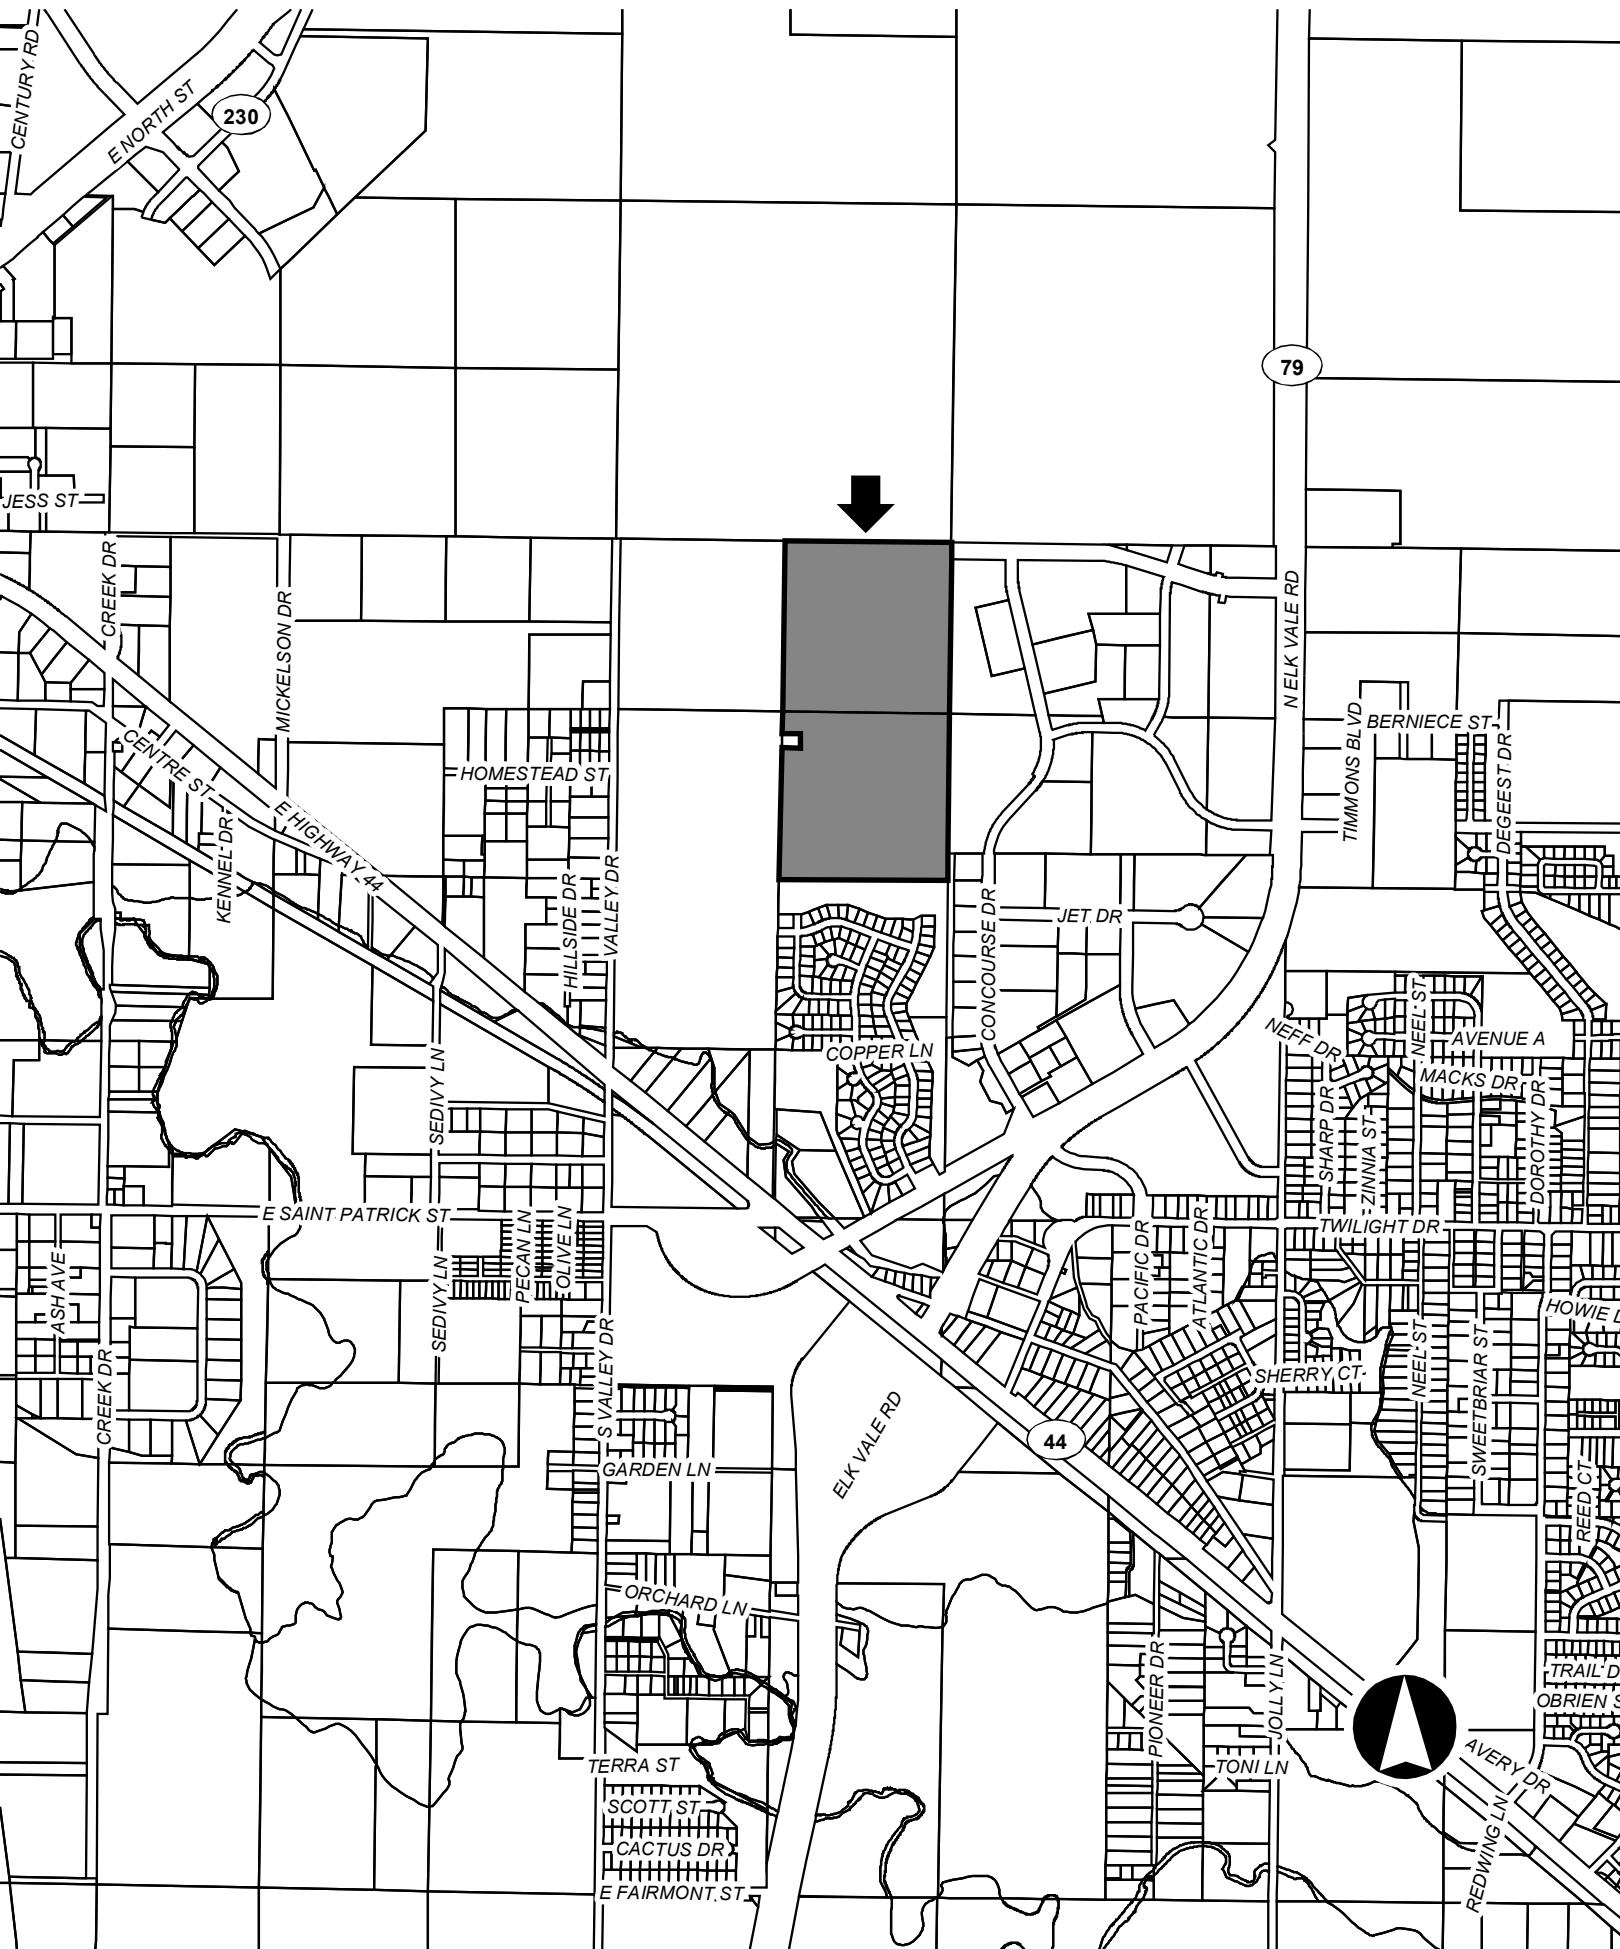 CENTURY RD
E NORTH ST
230
79
JESS ST
CREEK DR
MICKELSON DR
N ELK VALE RD
TIMMONS BLVD
BERNIECE ST
DEGEEST DR
CENTRE ST
HOMESTEAD ST
KENNEL DR
E HIGHWAY 44
HILLSIDE DR
VALLEY DR
CONCOURSE DR
JET DR
COPPER LN
NEFF DR
NEEL ST
AVENUE A
MACKS DR
SEDIVY LN
SHARP DR
ZINNIA ST
DOROTHY DR
E SAINT PATRICK ST
PECAN LN
OLIVE LN
PACIFIC DR
ATLANTIC DR
TWILIGHT DR
ASH AVE
SEDIVY LN
HOWIE D
CREEK DR
S VALLEY DR
SHERRY CT
NEEL ST
SWEETBRIAR ST
ELK VALE RD
44
GARDEN LN
REED CT
ORCHARD LN
PIONEER DR
JOLLY LN
TRAIL D
OBRIEN S
TERRA ST
TONI LN
AVERY DR
SCOTT ST
CACTUS DR
REDWING LN
E FAIRMONT ST